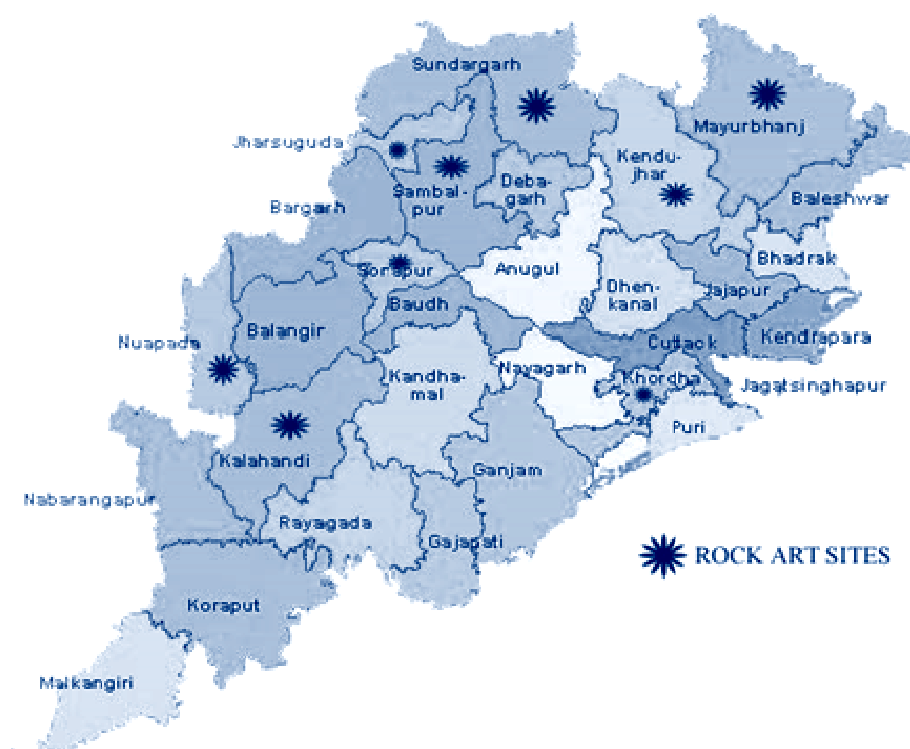 Sundargarh
Mayurbhanj
Jharsuguda
Kendu-
jhar
Deba-
garh
Sambal-
pur
Baleshwar
Bargarh
Bhadrak
Sonapur
Anugul
Dhen-
kanal
Jajapur
Baudh
Balangir
Nuapada
Cuttack
Kendrapara
Nayagarh
Khordha
Kandha-
mal
Jagatsinghapur
Puri
Kalahandi
Ganjam
Nabarangapur
Rayagada
Gajapati
ROCK ART SITES
Koraput
Malkangiri